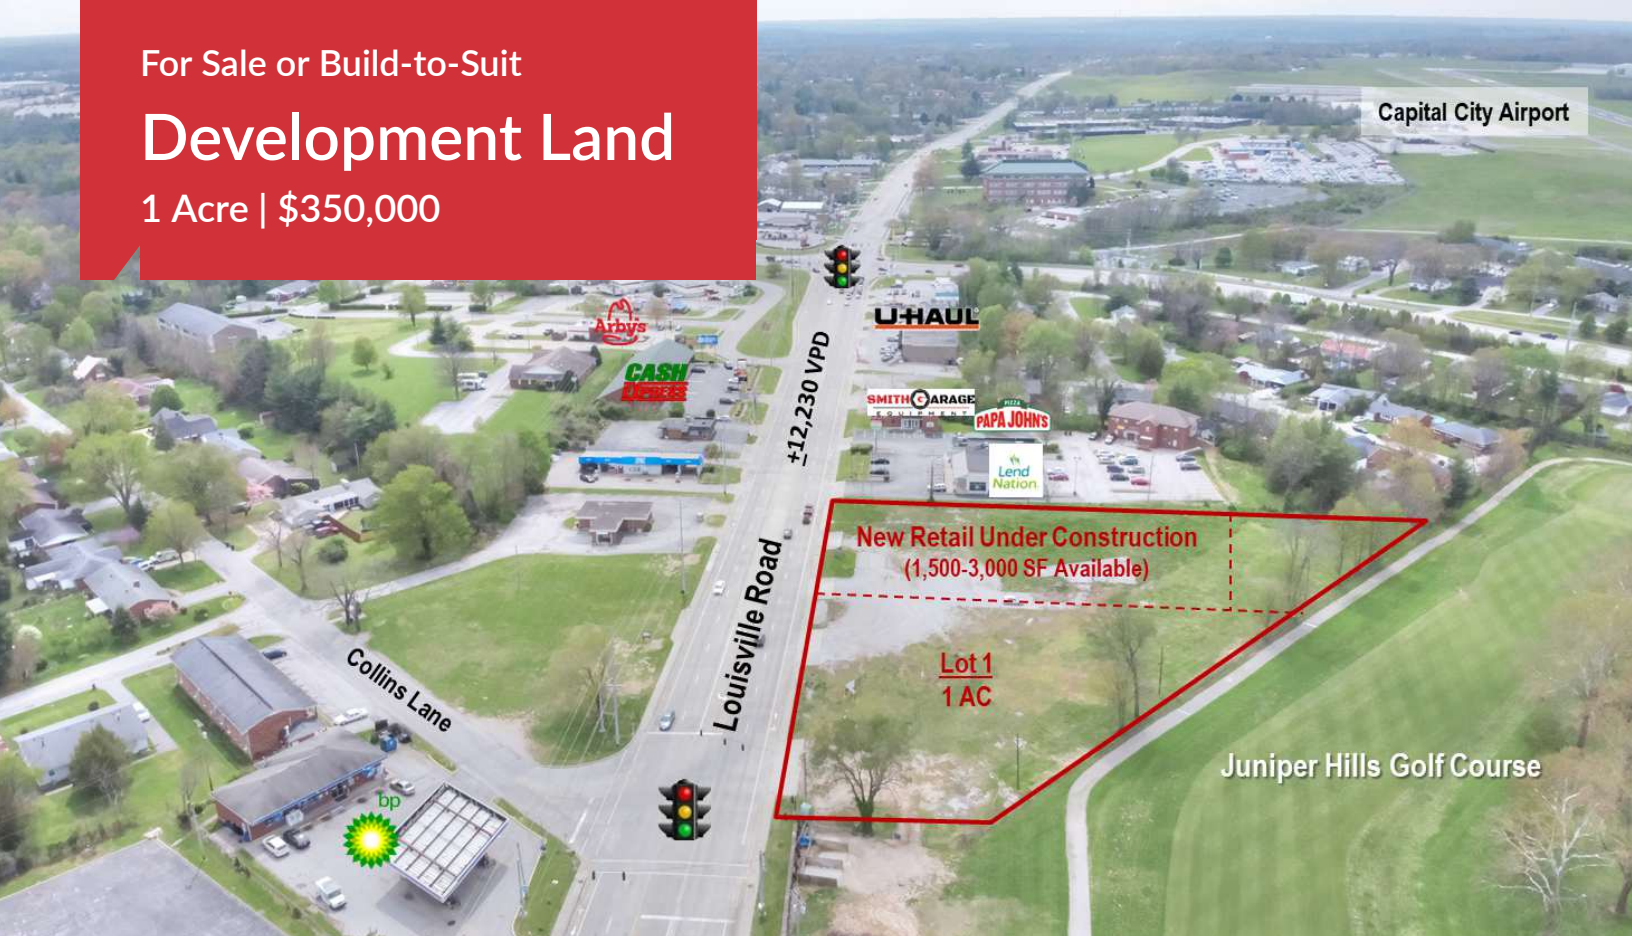 For Sale or Build-to-Suit
Development Land
1 Acre | $350,000
Capital City Airport
Arby's
U-HAUL
±12,230 VPD
CASH
EXPRESS
SMITH GARAGE
EQUIPMENT
PIZZA
PAPA JOHN'S
Lend
Nation
New Retail Under Construction
(1,500-3,000 SF Available)
Louisville Road
Lot 1
1 AC
Collins Lane
Juniper Hills Golf Course
bp